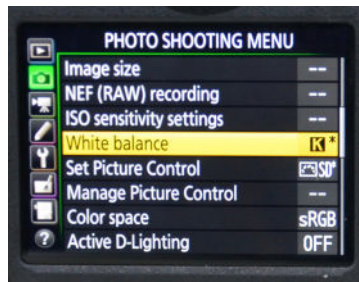 PHOTO SHOOTING MENU
Image size --
NEF (RAW) recording --
ISO sensitivity settings --
White balance K*
Set Picture Control SD*
Manage Picture Control --
Color space sRGB
Active D-Lighting OFF
?